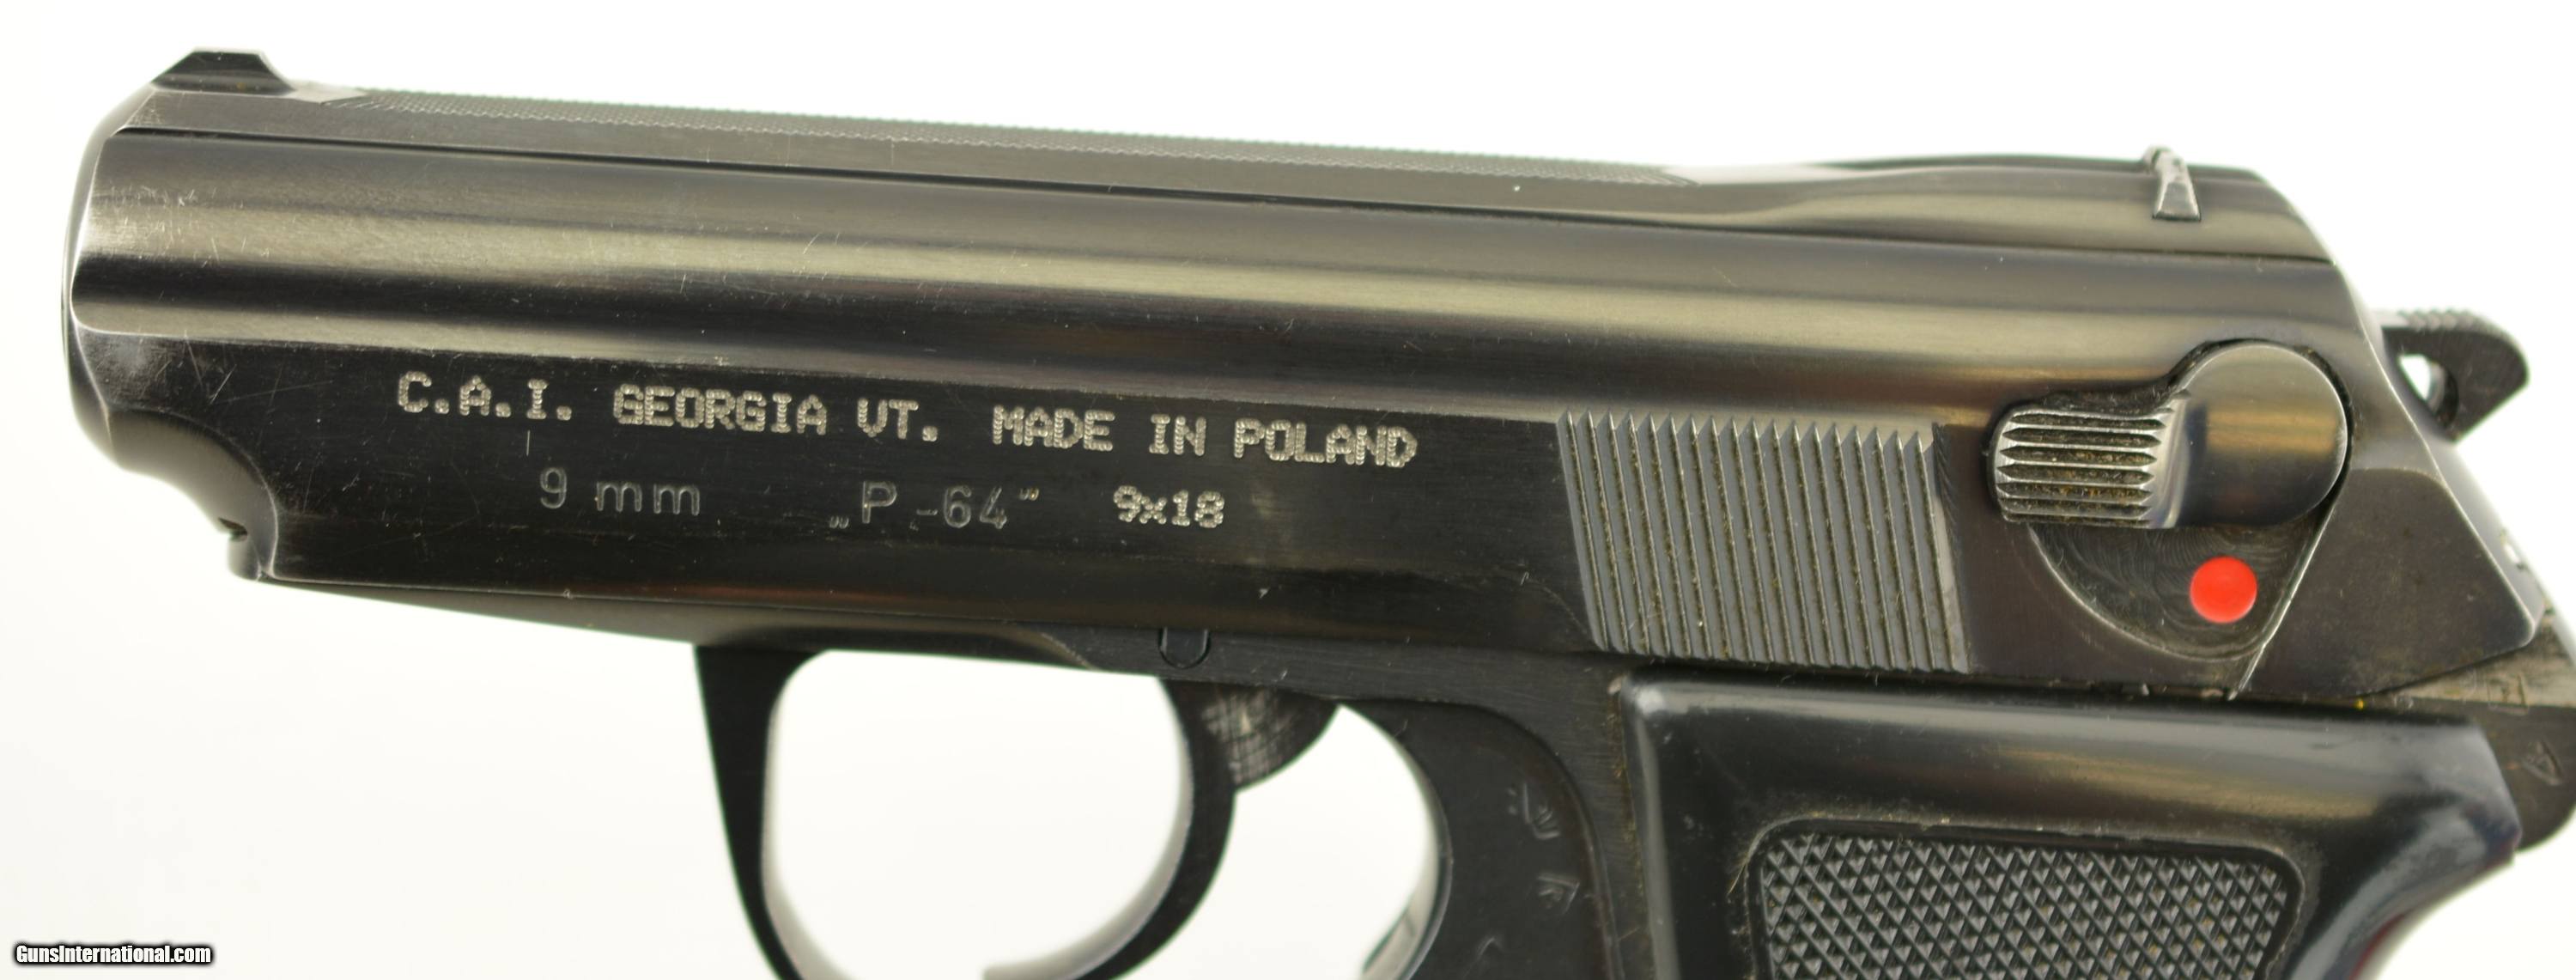 C.A.I. GEORGIA VT. MADE IN POLAND
9 mm „P-64” 9x18
GunsInternational.com